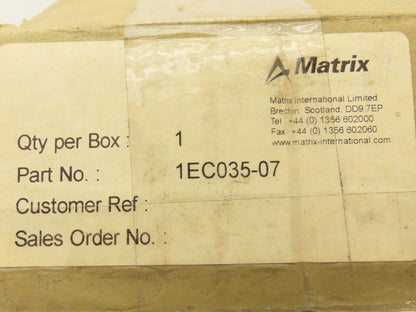 Matrix
Matrix International Limited
Brechin, Scotland, DD9 7EP
Tel +44 (0) 1356 602000
Fax +44 (0) 1356 602060
www.matrix-international.com
Qty per Box : 1
Part No. : 1EC035-07
Customer Ref :
Sales Order No. :